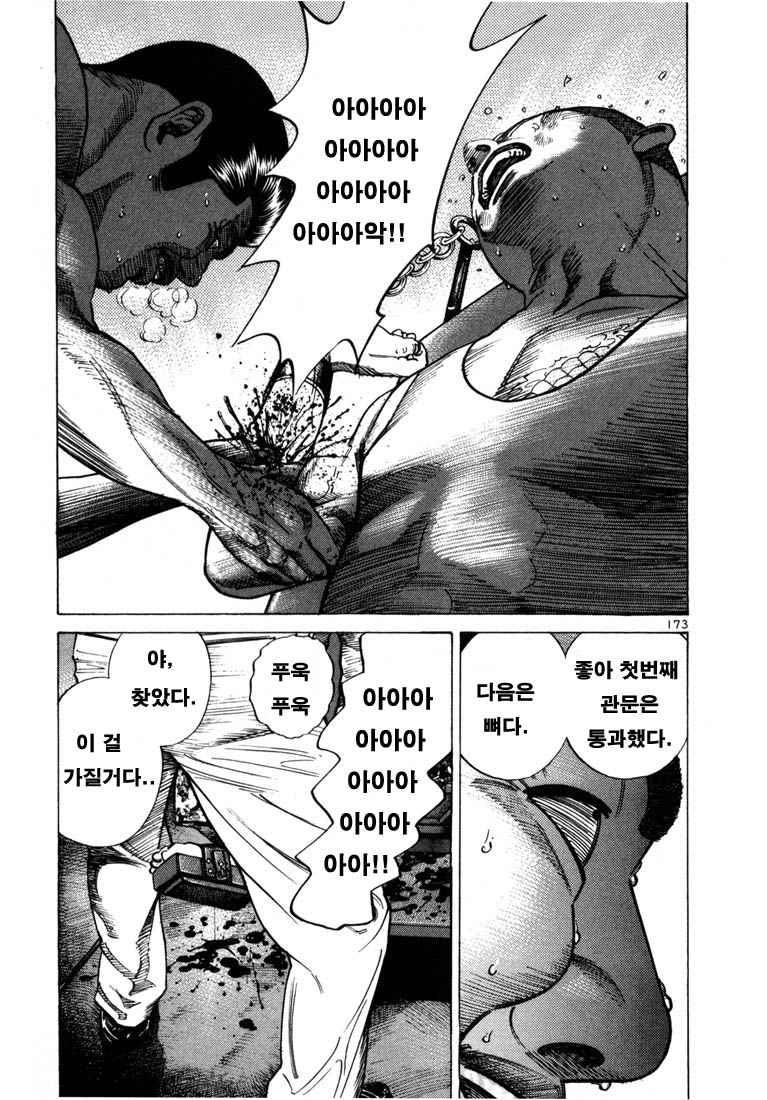 아아아아
아아아아
아아아아
아아아악!!
173
좋아 첫번째
관문은
통과했다.
다음은
뼈다.
아아아
아아아
아아아
아아아
아아!!
푸욱
푸욱
야,
찾았다.
이 걸
가질거다..